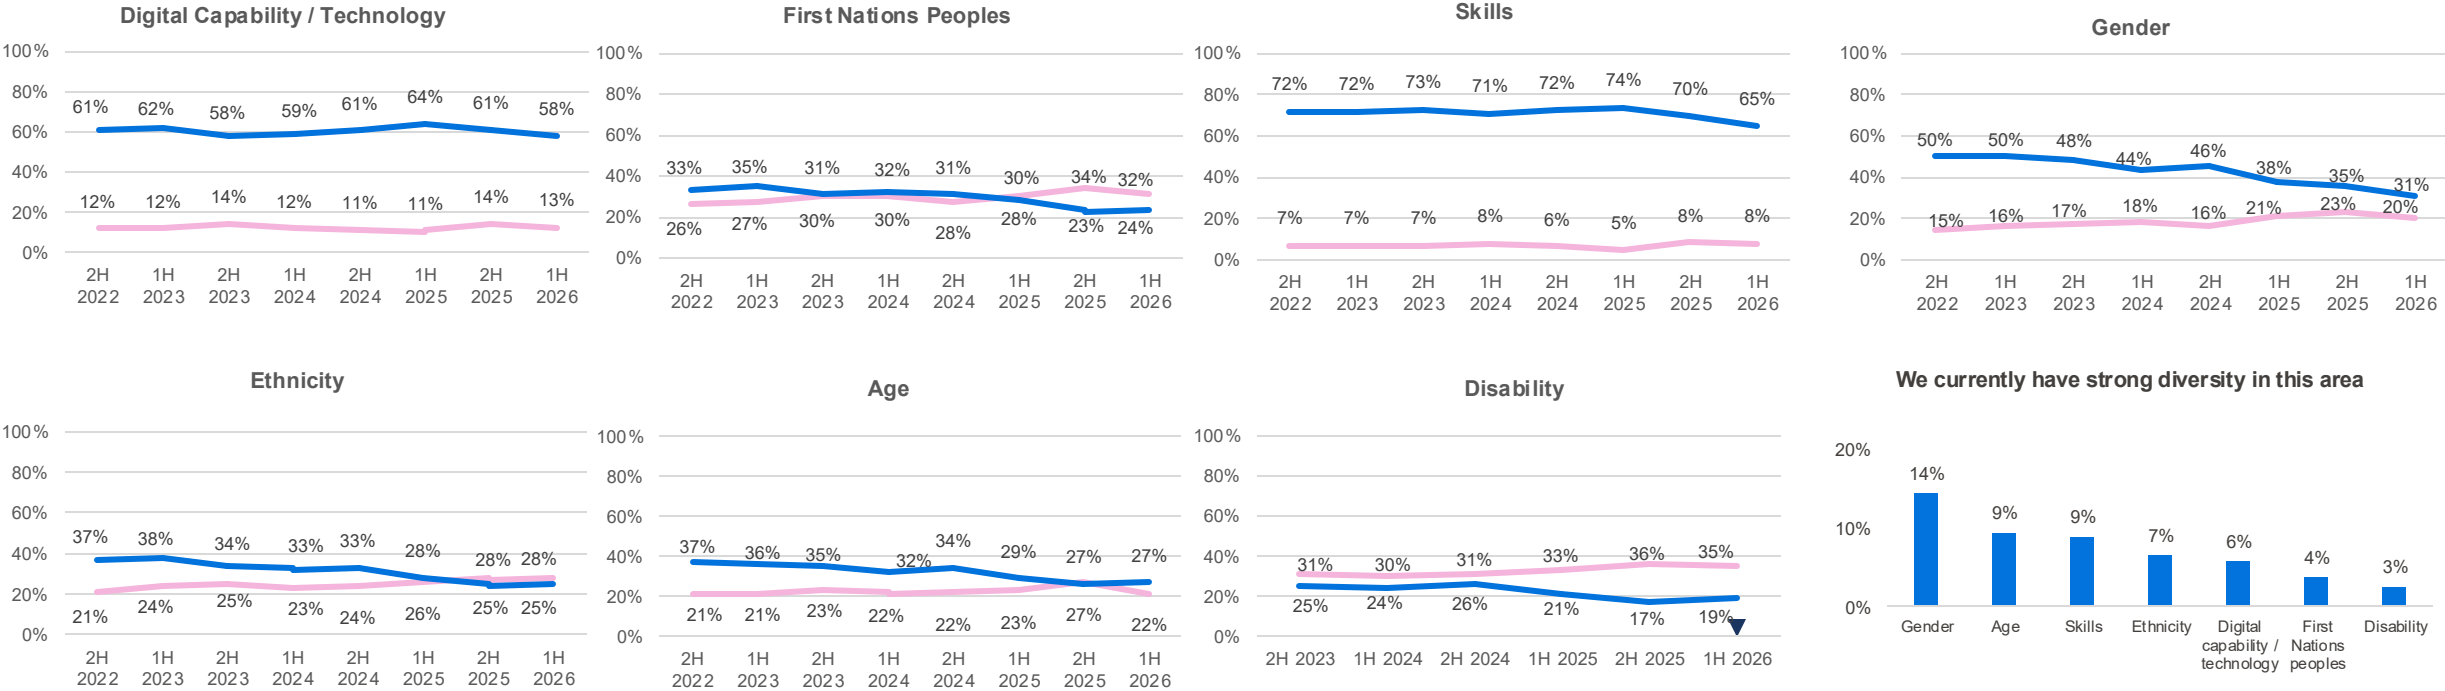 Digital Capability / Technology
100%
80%
60%
40%
20%
0%
61% 62% 58% 59% 61% 64% 61% 58%
12% 12% 14% 12% 11% 11% 14% 13%
2H 1H 2H 1H 2H 1H 2H 1H
2022 2023 2023 2024 2024 2025 2025 2026
First Nations Peoples
100%
80%
60%
40%
20%
0%
33% 35% 31% 32% 31% 30% 34% 32%
26% 27% 30% 30% 28% 28% 23% 24%
2H 1H 2H 1H 2H 1H 2H 1H
2022 2023 2023 2024 2024 2025 2025 2026
Skills
100%
80%
60%
40%
20%
0%
72% 72% 73% 71% 72% 74% 70% 65%
7% 7% 7% 8% 6% 5% 8% 8%
2H 1H 2H 1H 2H 1H 2H 1H
2022 2023 2023 2024 2024 2025 2025 2026
Gender
100%
80%
60%
40%
20%
0%
50% 50% 48% 44% 46% 38% 35% 31%
15% 16% 17% 18% 16% 21% 23% 20%
2H 1H 2H 1H 2H 1H 2H 1H
2022 2023 2023 2024 2024 2025 2025 2026
Ethnicity
100%
80%
60%
40%
20%
0%
37% 38% 34% 33% 33% 28% 28% 28%
21% 24% 25% 23% 24% 26% 25% 25%
2H 1H 2H 1H 2H 1H 2H 1H
2022 2023 2023 2024 2024 2025 2025 2026
Age
100%
80%
60%
40%
20%
0%
37% 36% 35% 32% 34% 29% 27% 27%
21% 21% 23% 22% 22% 23% 27% 22%
2H 1H 2H 1H 2H 1H 2H 1H
2022 2023 2023 2024 2024 2025 2025 2026
Disability
100%
80%
60%
40%
20%
0%
31% 30% 31% 33% 36% 35%
25% 24% 26% 21% 17% 19%
2H 2023 1H 2024 2H 2024 1H 2025 2H 2025 1H 2026
We currently have strong diversity in this area
20%
10%
0%
14% 9% 9% 7% 6% 4% 3%
Gender Age Skills Ethnicity Digital First Disability
capability / Nations
technology peoples